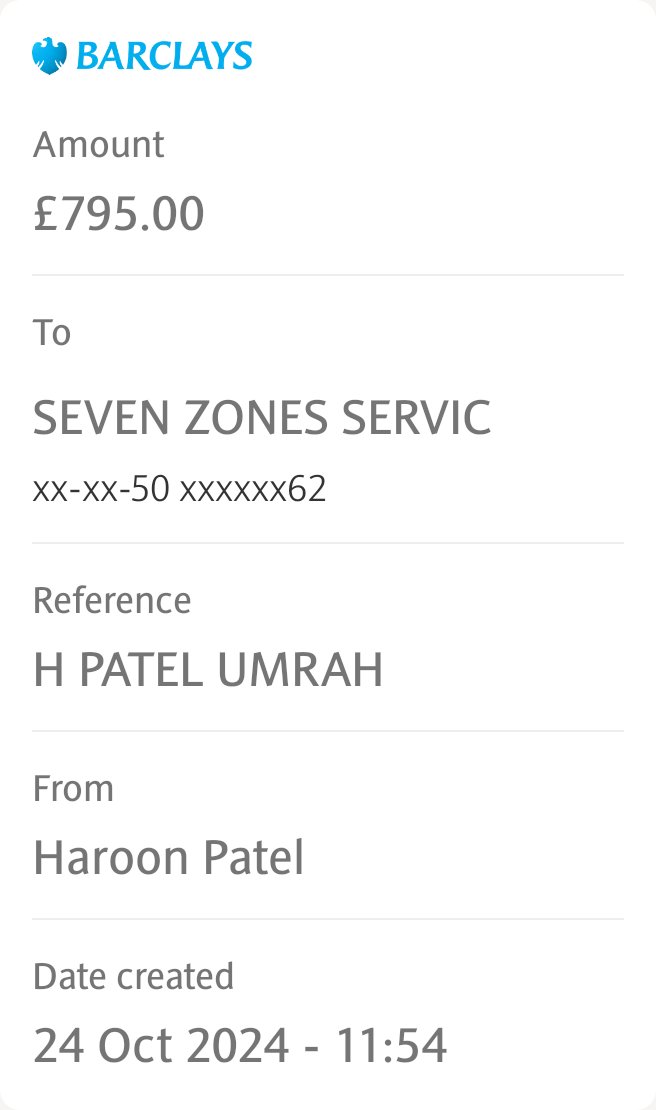 BARCLAYS
Amount
£795.00
To
SEVEN ZONES SERVIC
xx-xx-50 xxxxxx62
Reference
H PATEL UMRAH
From
Haroon Patel
Date created
24 Oct 2024 - 11:54